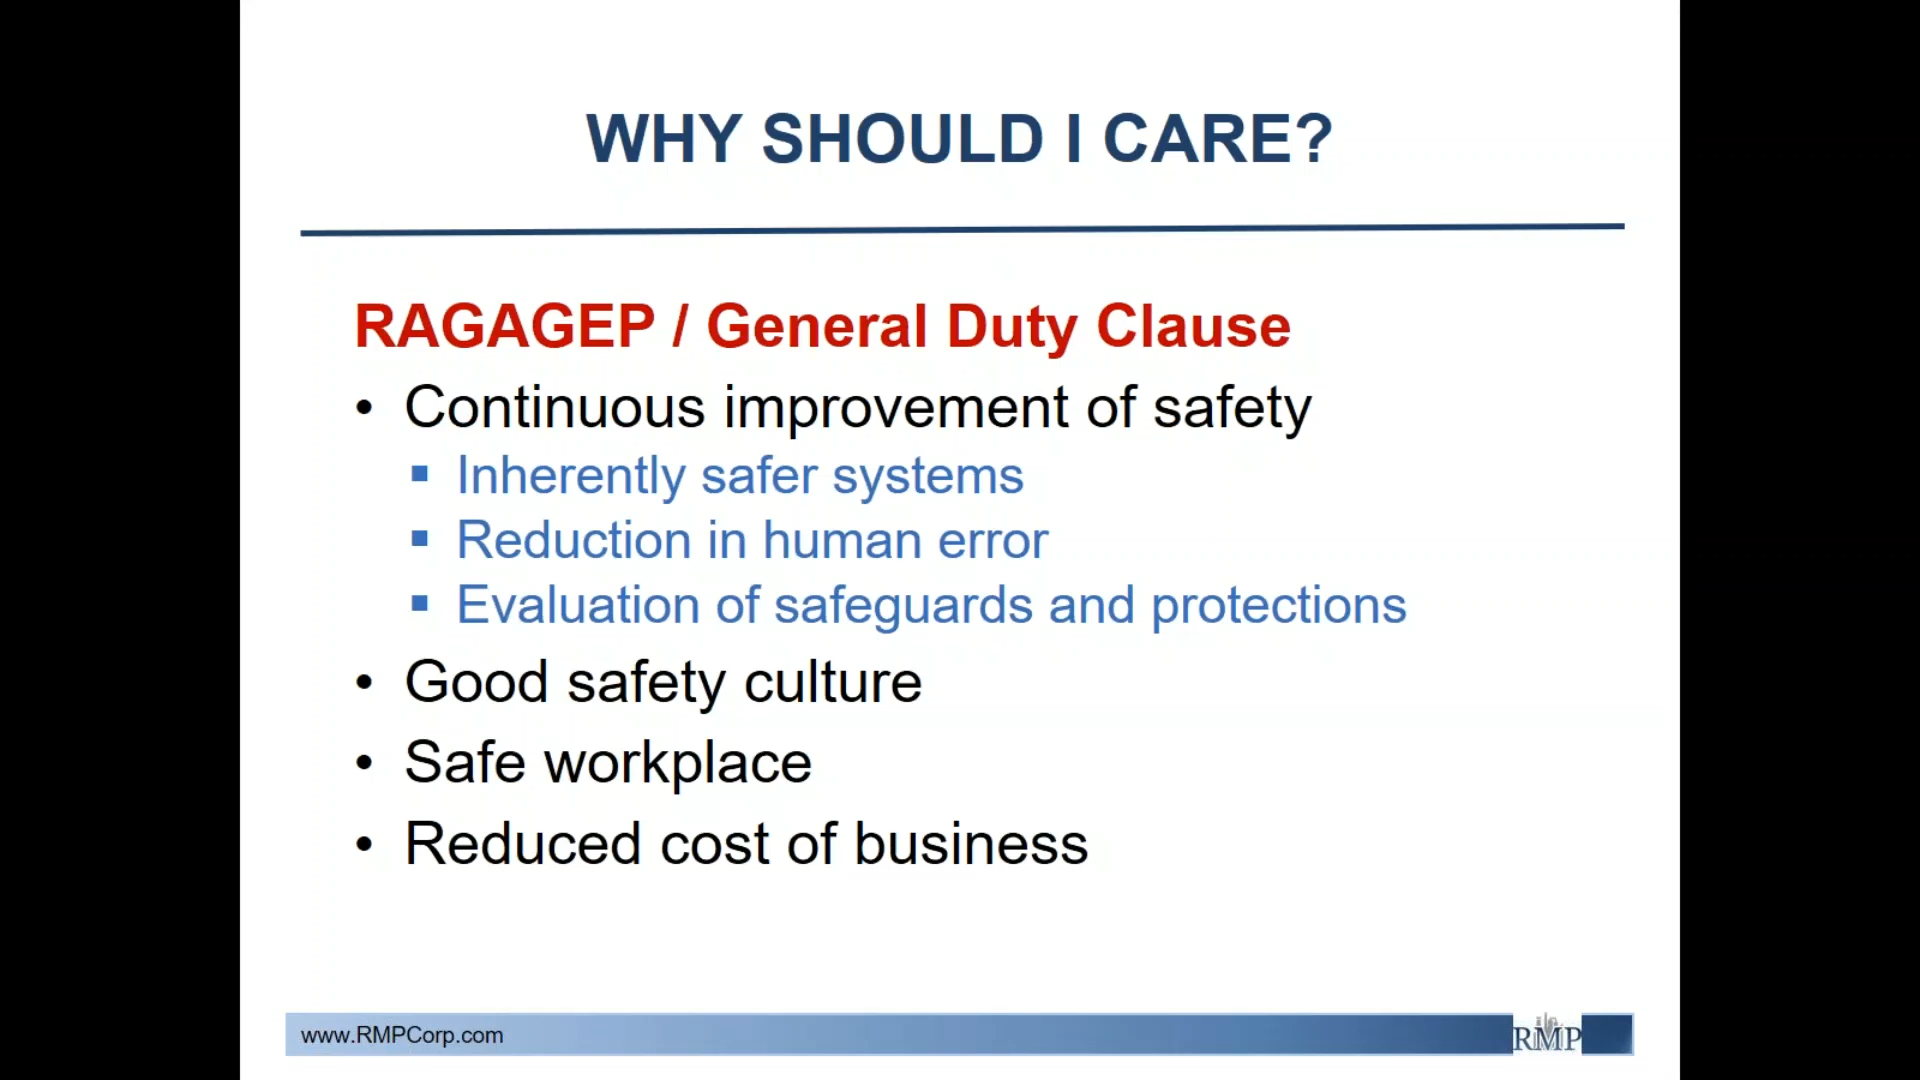 WHY SHOULD I CARE?
RAGAGEP / General Duty Clause
• Continuous improvement of safety
▪ Inherently safer systems
▪ Reduction in human error
▪ Evaluation of safeguards and protections
• Good safety culture
• Safe workplace
• Reduced cost of business
www.RMPCorp.com
RMP